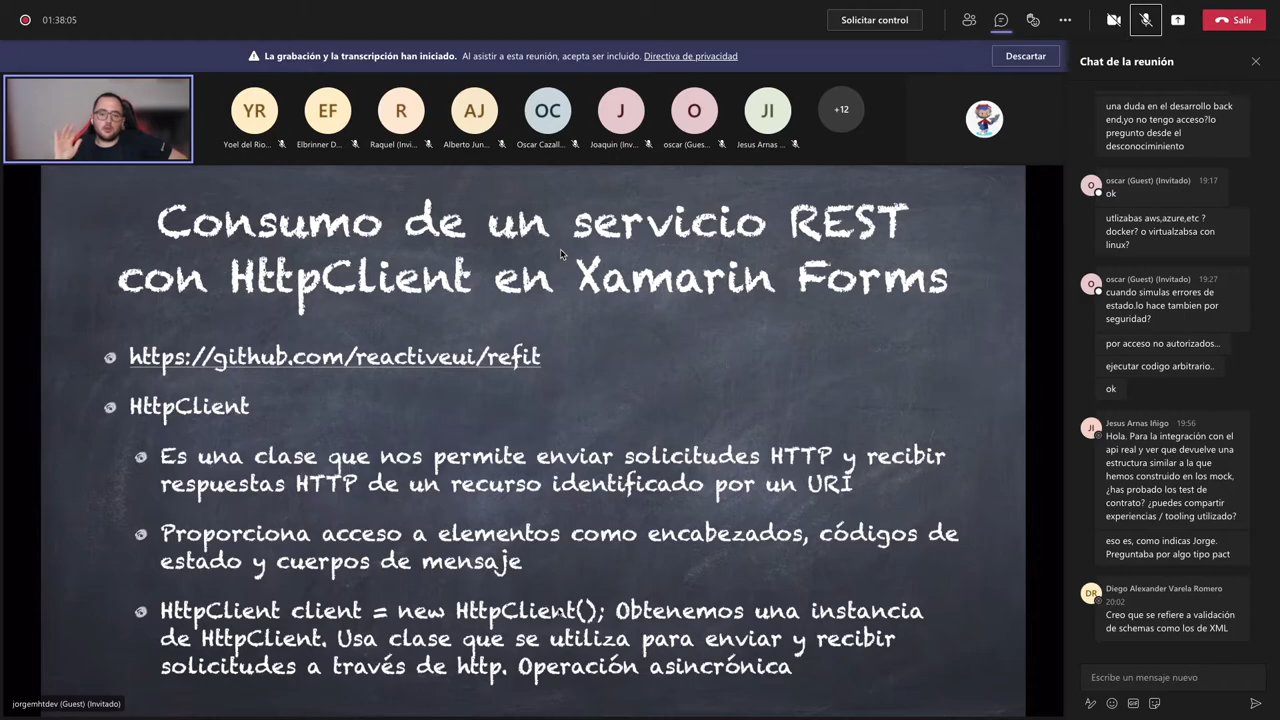 01:38:05
Solicitar control
Salir
La grabación y la transcripción han iniciado. Al asistir a esta reunión, acepta ser incluido. Directiva de privacidad
Descartar
YR
EF
R
AJ
OC
J
O
JI
+12
Yoel del Rio...
Elbrinner D...
Raquel (Invi...
Alberto Jun...
Oscar Cazall...
Joaquin (Inv...
oscar (Gues...
Jesus Arnas ...
Consumo de un servicio REST
con HttpClient en Xamarin Forms
https://github.com/reactiveui/refit
HttpClient
Es una clase que nos permite enviar solicitudes HTTP y recibir
respuestas HTTP de un recurso identificado por un URI
Proporciona acceso a elementos como encabezados, códigos de
estado y cuerpos de mensaje
HttpClient client = new HttpClient(); Obtenemos una instancia
de HttpClient. Usa clase que se utiliza para enviar y recibir
solicitudes a través de http. Operación asincrónica
jorgemhtdev (Guest) (Invitado)
Chat de la reunión
una duda en el desarrollo back
end,yo no tengo acceso?lo
pregunto desde el
desconocimiento
O
oscar (Guest) (Invitado) 19:17
ok
utlizabas aws,azure,etc ?
docker? o virtualzabsa con
linux?
O
oscar (Guest) (Invitado) 19:27
cuando simulas errores de
estado.lo hace tambien por
seguridad?
por acceso no autorizados...
ejecutar codigo arbitrario..
ok
JI
Jesus Arnas Iñigo 19:56
Hola. Para la integración con el
api real y ver que devuelve una
estructura similar a la que
hemos construido en los mock,
¿has probado los test de
contrato? ¿puedes compartir
experiencias / tooling utilizado?
eso es, como indicas Jorge.
Preguntaba por algo tipo pact
DR
Diego Alexander Varela Romero
20:02
Creo que se refiere a validación
de schemas como los de XML
Escribe un mensaje nuevo
GIF